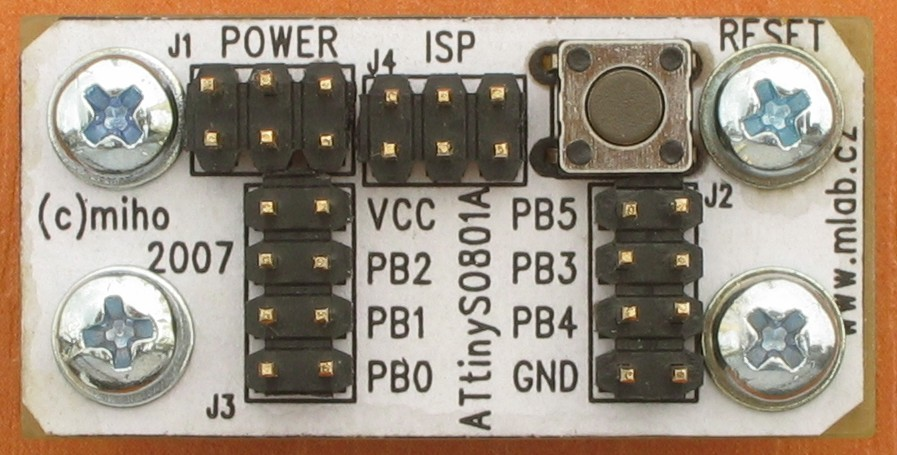 J1 POWER
J4 ISP
RESET
(c)miho
2007
VCC
PB2
PB1
PB0
J3
ATtinySO801A
PB5
PB3
PB4
GND
J2
www.mlab.cz